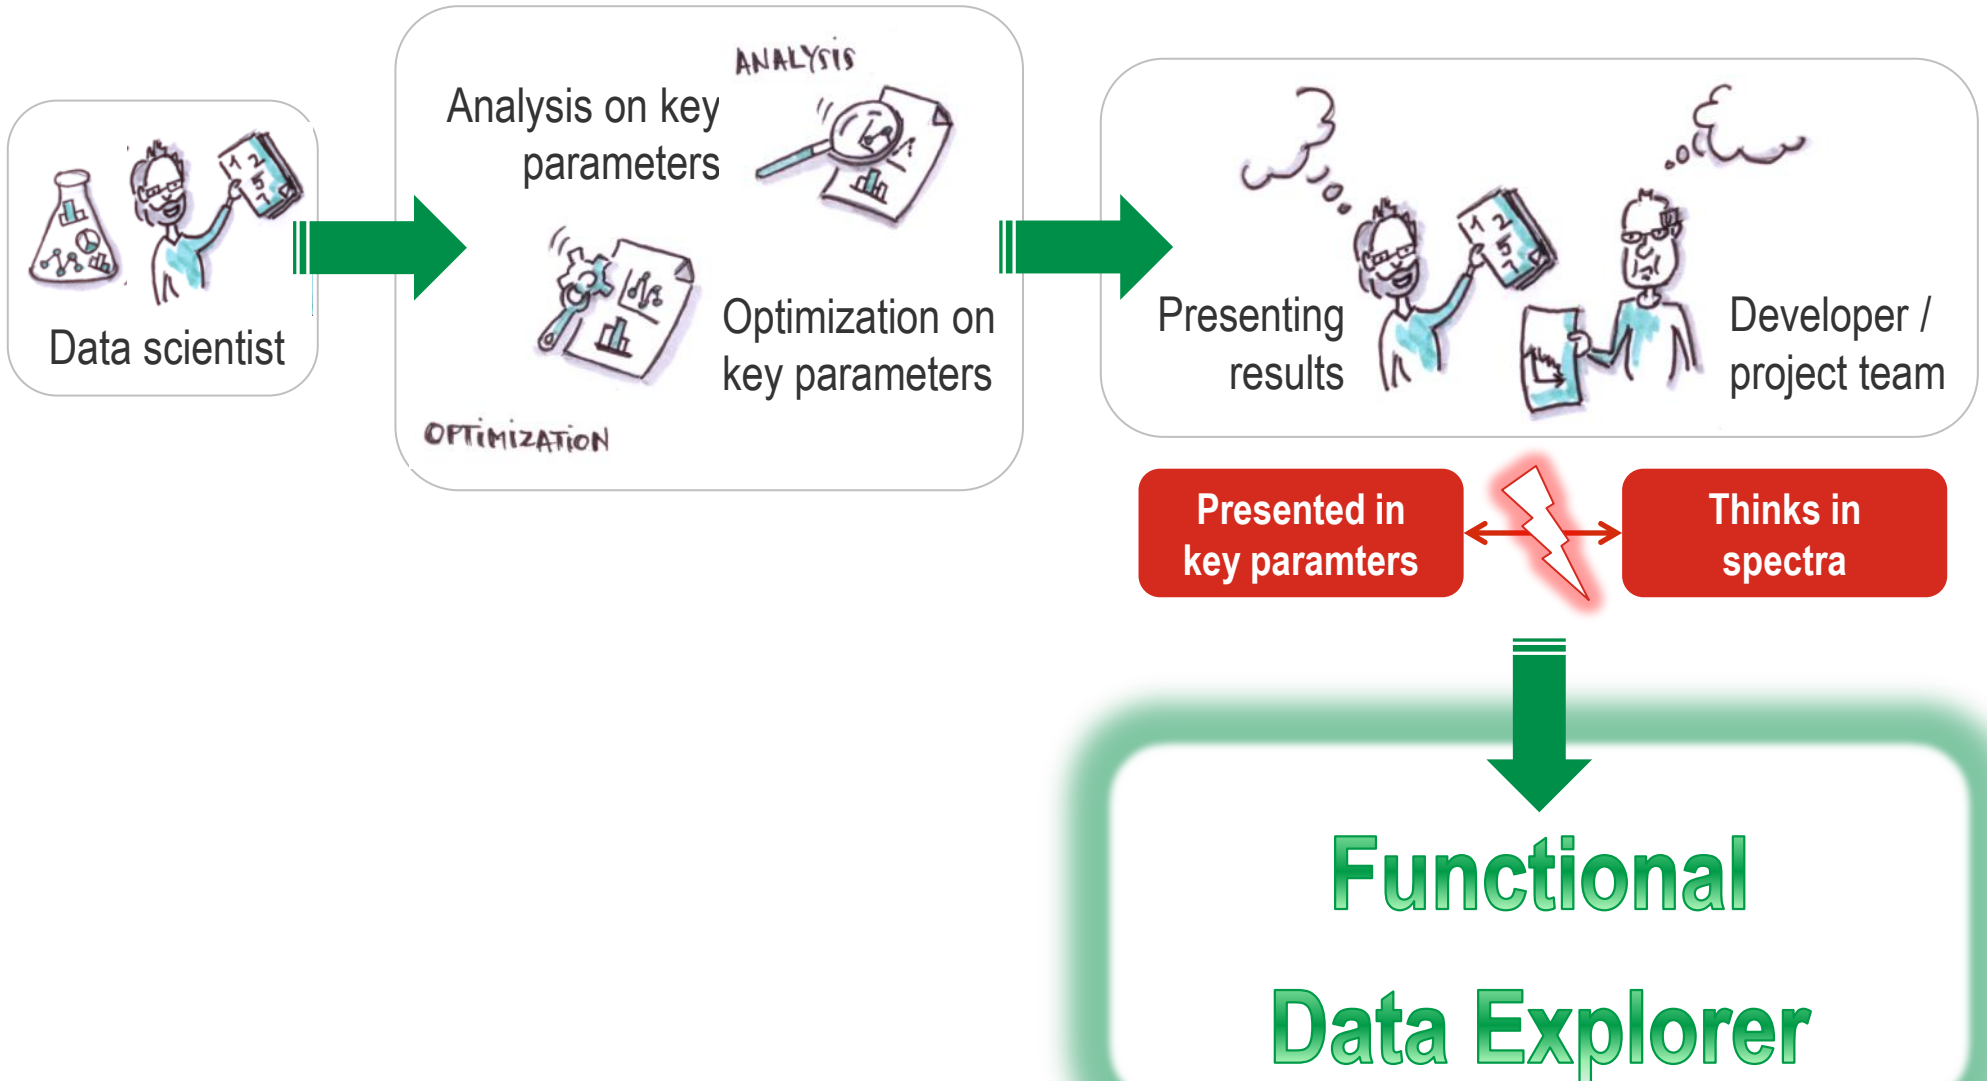 Data scientist
ANALYSIS
Analysis on key
parameters
Optimization on
key parameters
OPTIMIZATION
Presenting
results
Developer /
project team
Presented in
key paramters
Thinks in
spectra
Functional
Data Explorer